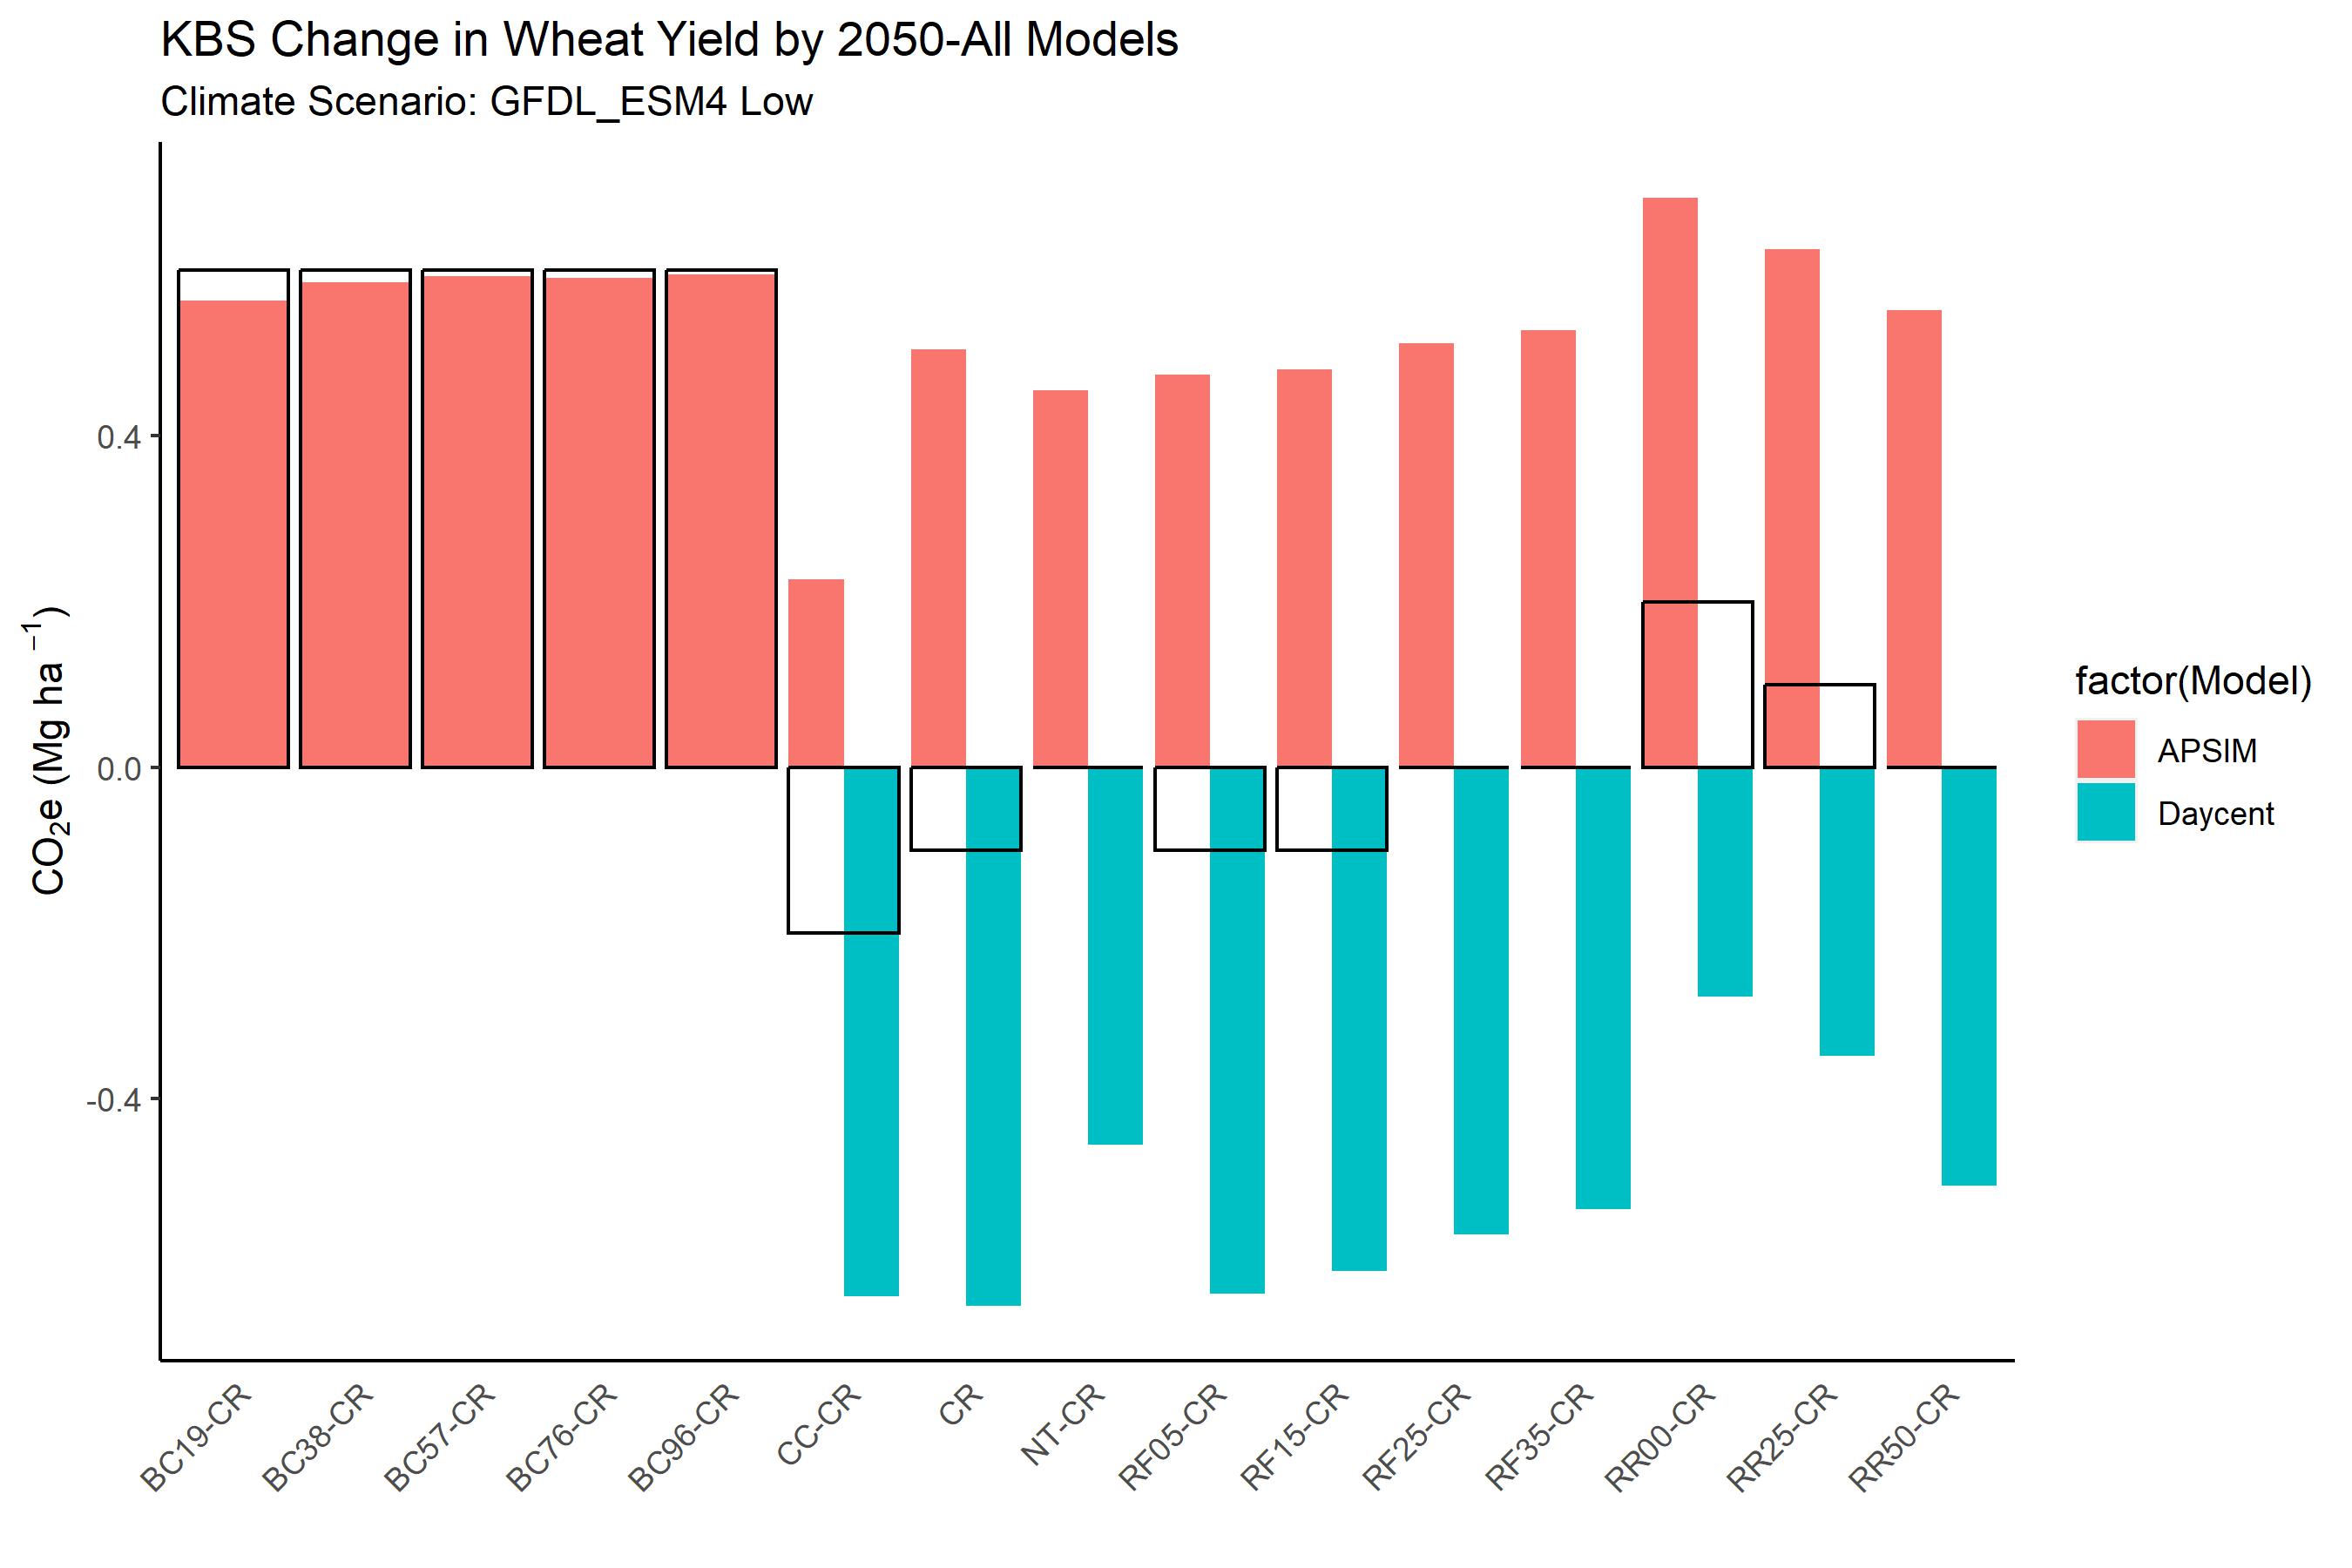 KBS Change in Wheat Yield by 2050-All Models
Climate Scenario: GFDL_ESM4 Low
CO₂e (Mg ha ⁻¹)
0.4
0.0
-0.4
BC19-CR
BC38-CR
BC57-CR
BC76-CR
BC96-CR
CC-CR
CR
NT-CR
RF05-CR
RF15-CR
RF25-CR
RF35-CR
RR00-CR
RR25-CR
RR50-CR
factor(Model)
APSIM
Daycent